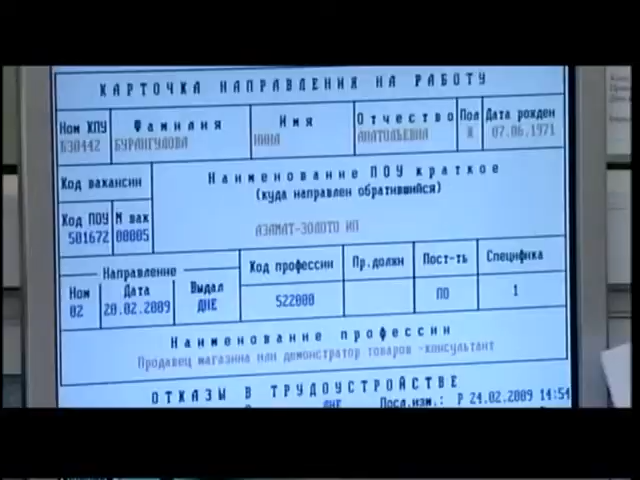 КАРТОЧКА НАПРАВЛЕНИЯ НА РАБОТУ
Ном ХПУ Фамилия Имя Отчество Пол Дата рожден
Б30442 БУРАНГУЛОВА НИНА АНАТОЛЬЕВНА Ж 07.06.1971
Код вакансии Наименование ПОУ краткое
(куда направлен обратившийся)
Код ПОУ N вак
501672 00005 АЗАМАТ-ЗОЛОТО ИП
Направление Код профессии Пр.должн Пост-ть Специфика
Ном Дата Выдал
02 20.02.2009 ДНЕ 522000 ПО 1
Наименование профессии
Продавец магазина или демонстратор товаров -консультант
ОТКАЗЫ В ТРУДОУСТРОЙСТВЕ
ДНЕ Посл.изм.: Р 24.02.2009 14:54